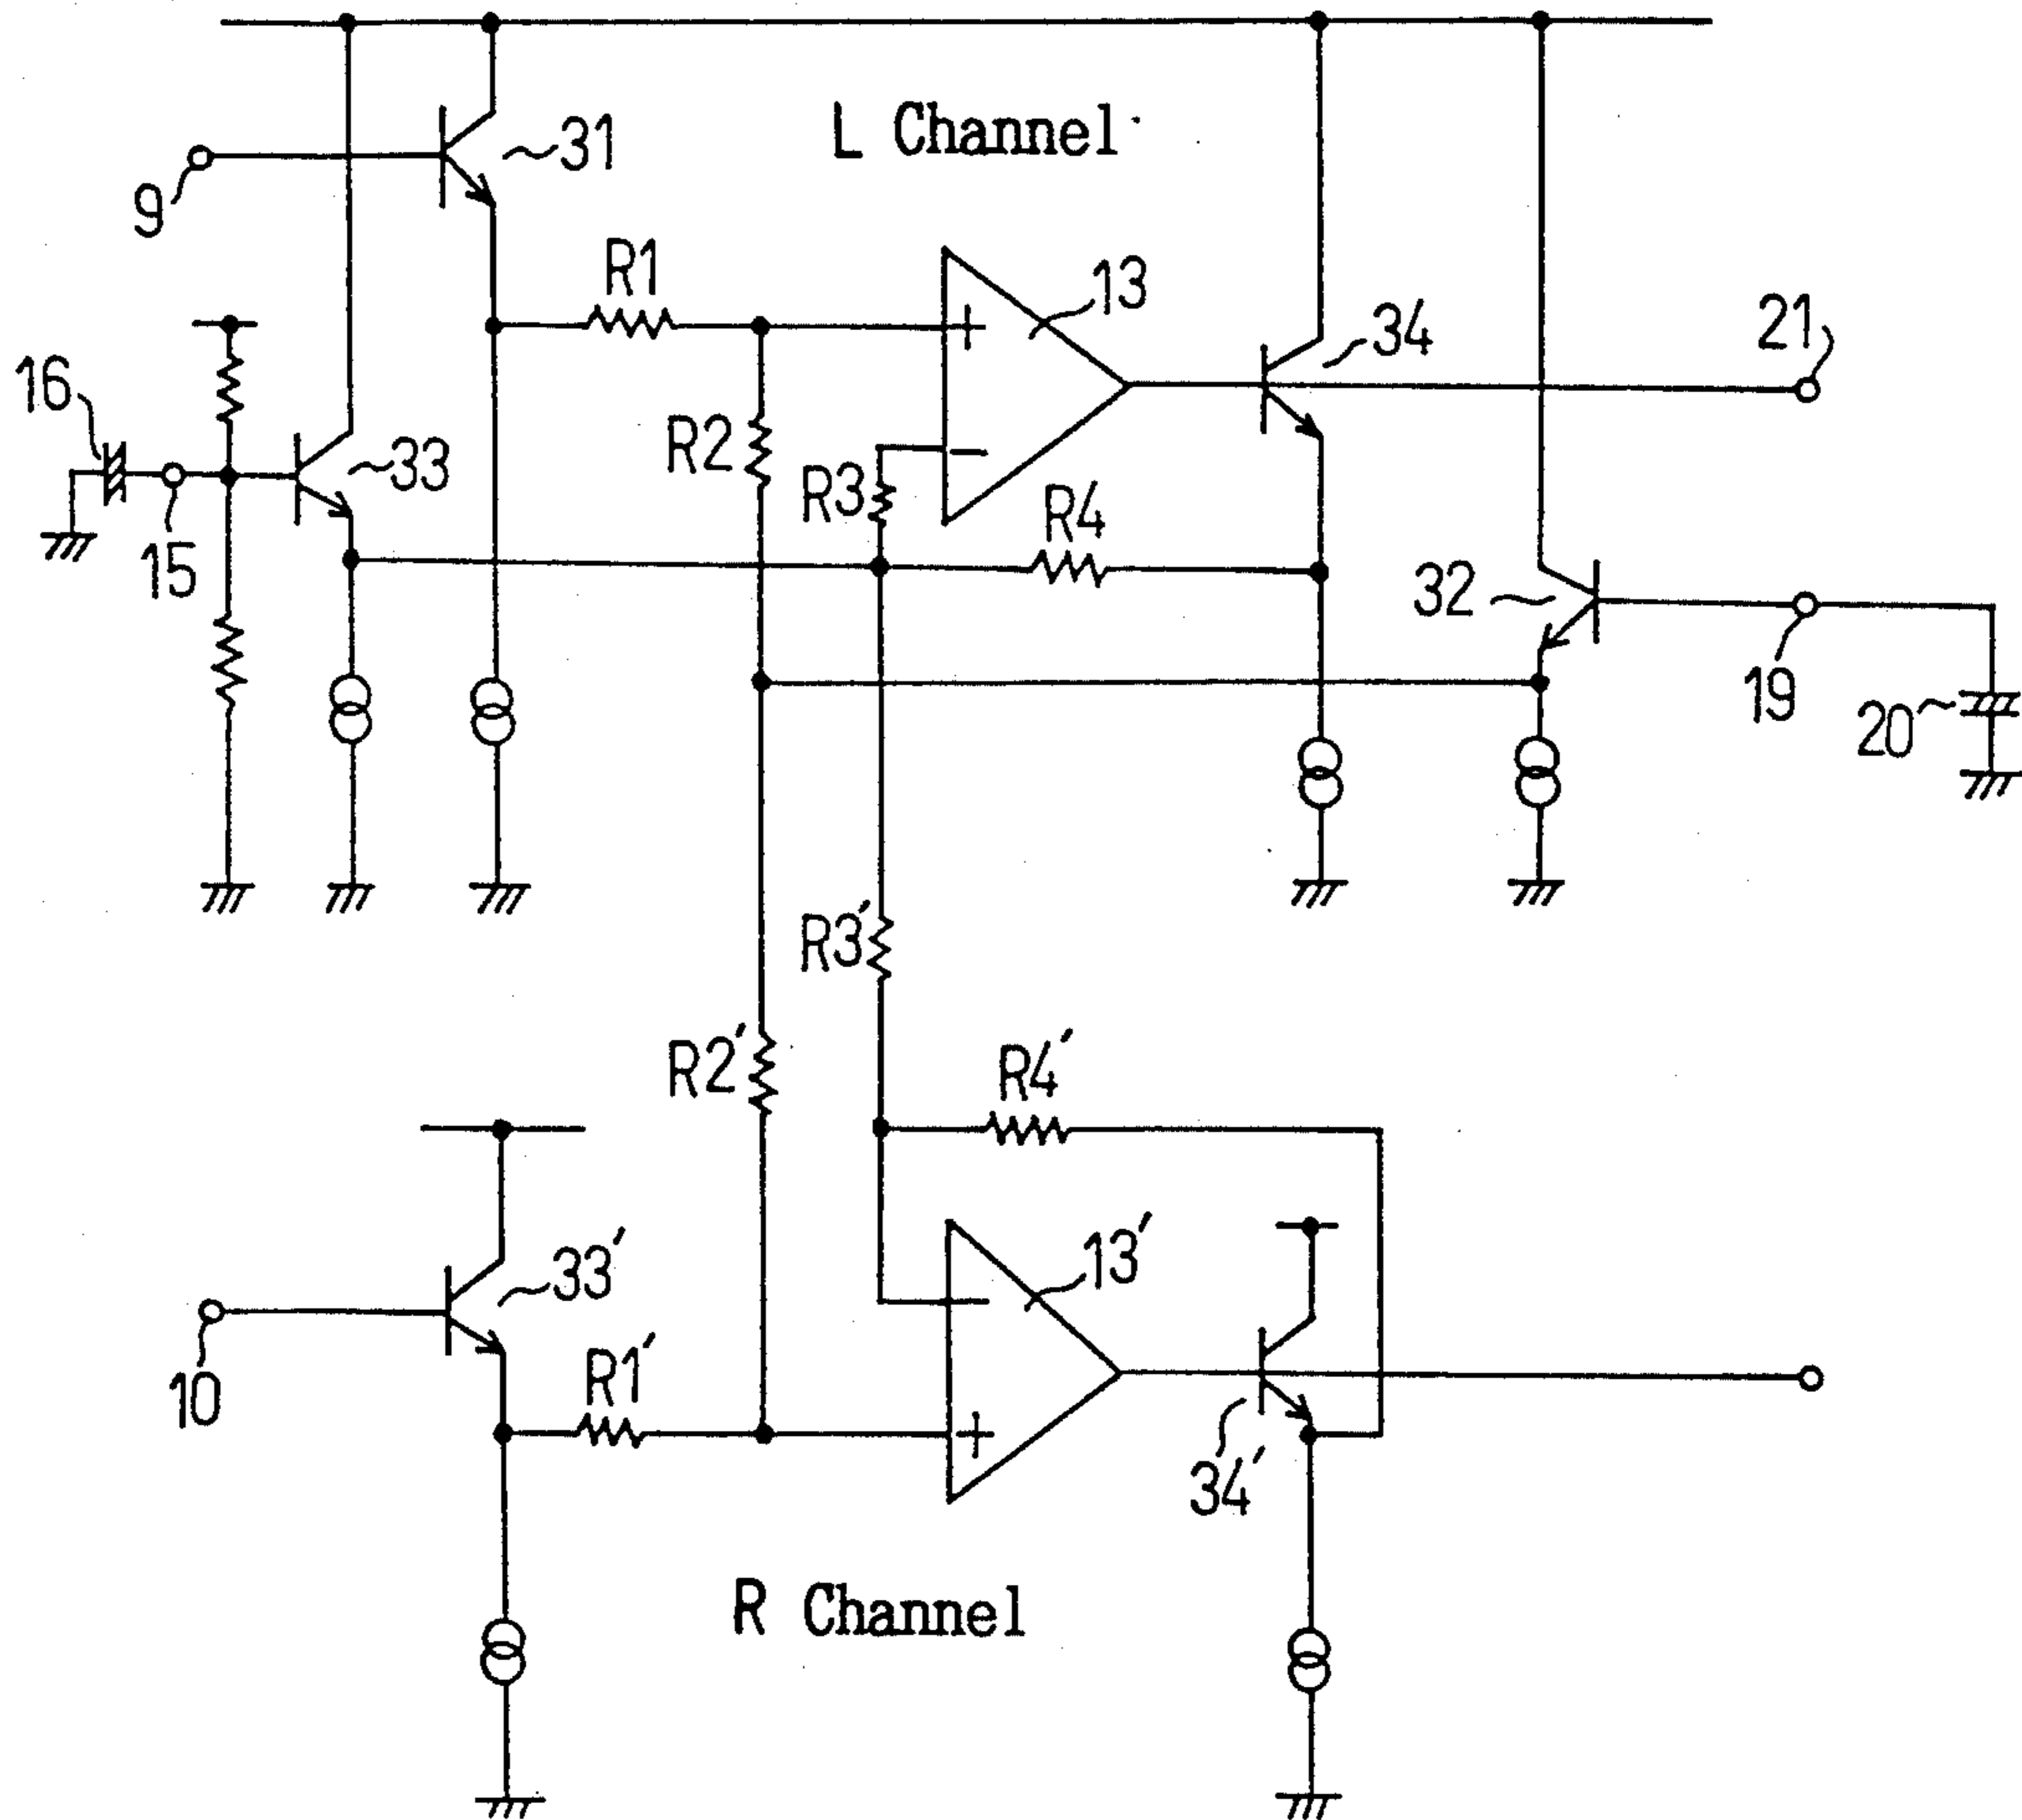 L Channel
31
9
R1
13
34
21
16
33
R2
R3
R4
15
32
19
20
R3'
R2'
R4'
33'
13'
10
R1'
34'
R Channel
+
−
−
+